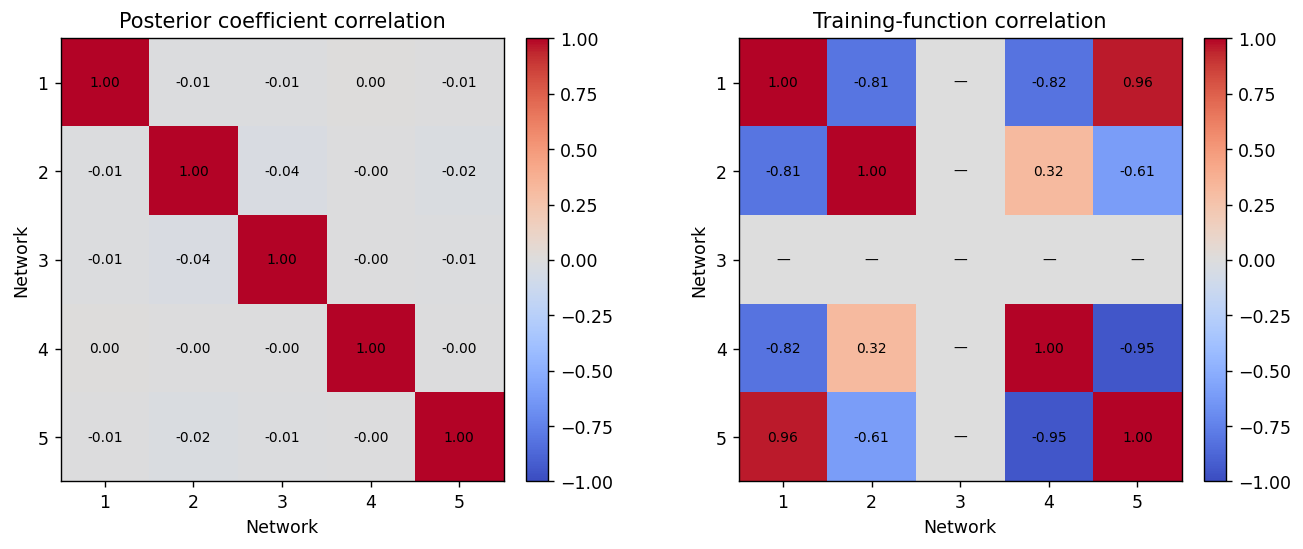 Posterior coefficient correlation
1 1.00 -0.01 -0.01 0.00 -0.01
2 -0.01 1.00 -0.04 -0.00 -0.02
3 -0.01 -0.04 1.00 -0.00 -0.01
4 0.00 -0.00 -0.00 1.00 -0.00
5 -0.01 -0.02 -0.01 -0.00 1.00
1 2 3 4 5
Network
Network
1.00
0.75
0.50
0.25
0.00
−0.25
−0.50
−0.75
−1.00
Training-function correlation
1 1.00 -0.81 — -0.82 0.96
2 -0.81 1.00 — 0.32 -0.61
3 — — — — —
4 -0.82 0.32 — 1.00 -0.95
5 0.96 -0.61 — -0.95 1.00
1 2 3 4 5
Network
Network
1.00
0.75
0.50
0.25
0.00
−0.25
−0.50
−0.75
−1.00